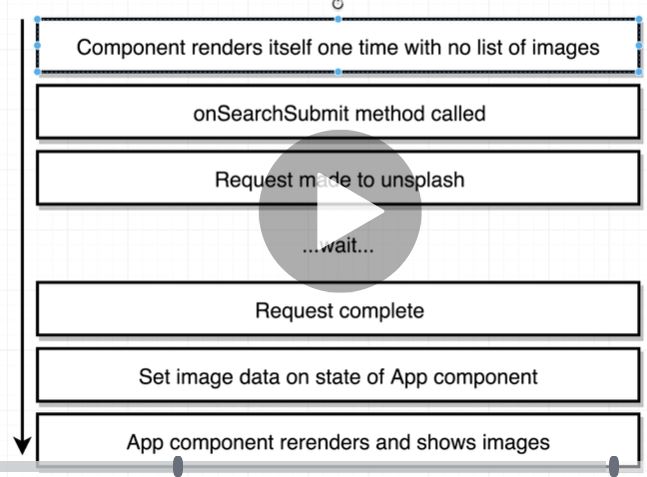 Component renders itself one time with no list of images
onSearchSubmit method called
Request made to unsplash
...wait...
Request complete
Set image data on state of App component
App component rerenders and shows images